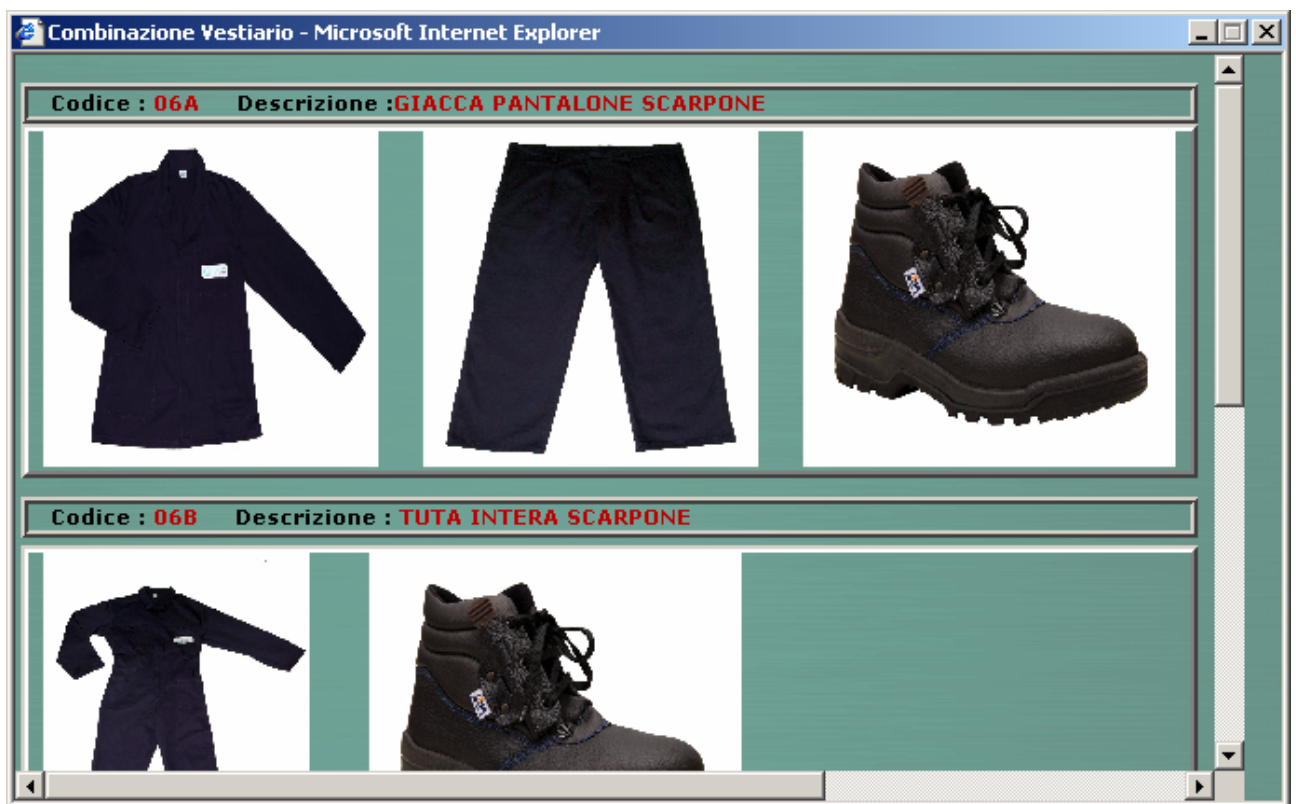 Combinazione Vestiario - Microsoft Internet Explorer
Codice : 06A Descrizione :GIACCA PANTALONE SCARPONE
Codice : 06B Descrizione : TUTA INTERA SCARPONE